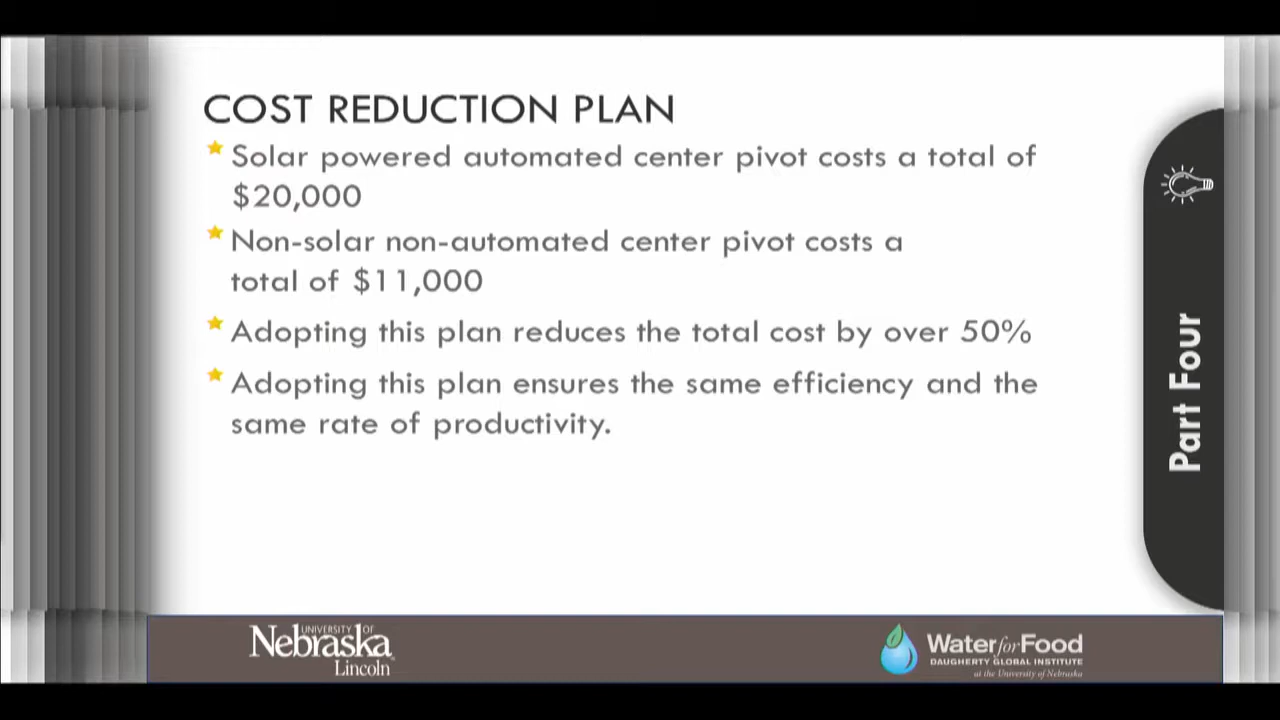 COST REDUCTION PLAN
Solar powered automated center pivot costs a total of
$20,000
Non-solar non-automated center pivot costs a
total of $11,000
Adopting this plan reduces the total cost by over 50%
Adopting this plan ensures the same efficiency and the
same rate of productivity.
Part Four
UNIVERSITY OF
Nebraska
Lincoln
Water for Food
DAUGHERTY GLOBAL INSTITUTE
at the University of Nebraska